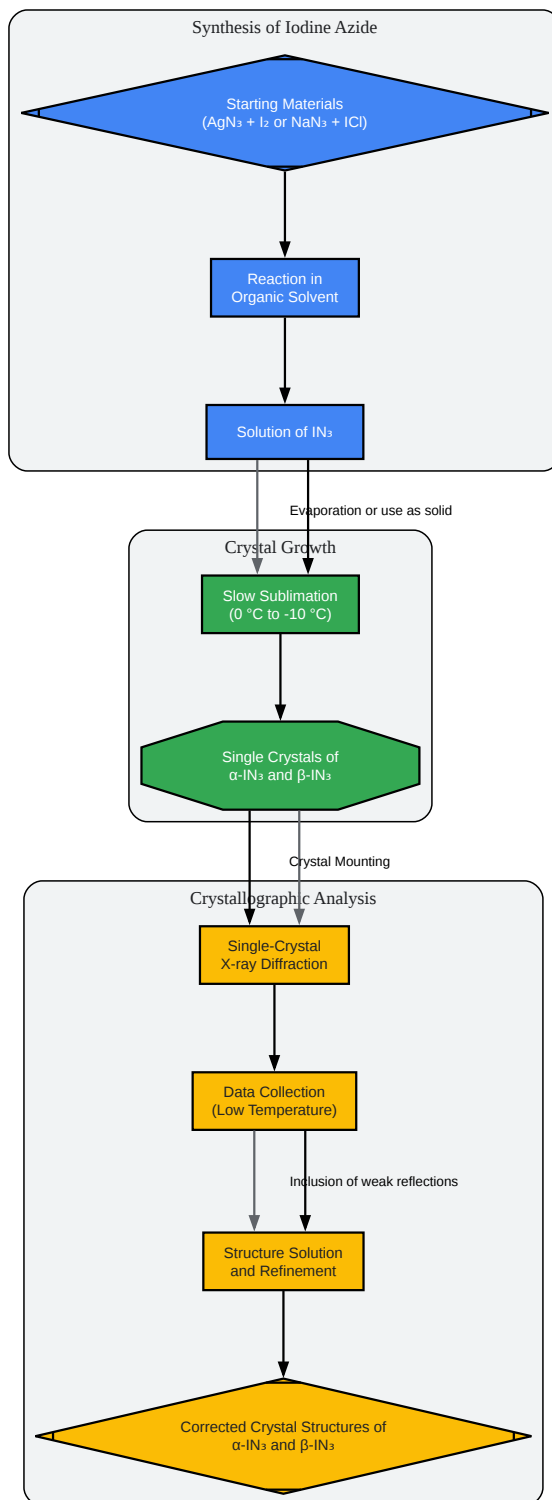 Synthesis of Iodine Azide
Starting Materials
(AgN₃ + I₂ or NaN₃ + ICl)
Reaction in
Organic Solvent
Solution of IN₃
Evaporation or use as solid
Crystal Growth
Slow Sublimation
(0 °C to -10 °C)
Single Crystals of
α-IN₃ and β-IN₃
Crystal Mounting
Crystallographic Analysis
Single-Crystal
X-ray Diffraction
Data Collection
(Low Temperature)
Inclusion of weak reflections
Structure Solution
and Refinement
Corrected Crystal Structures of
α-IN₃ and β-IN₃